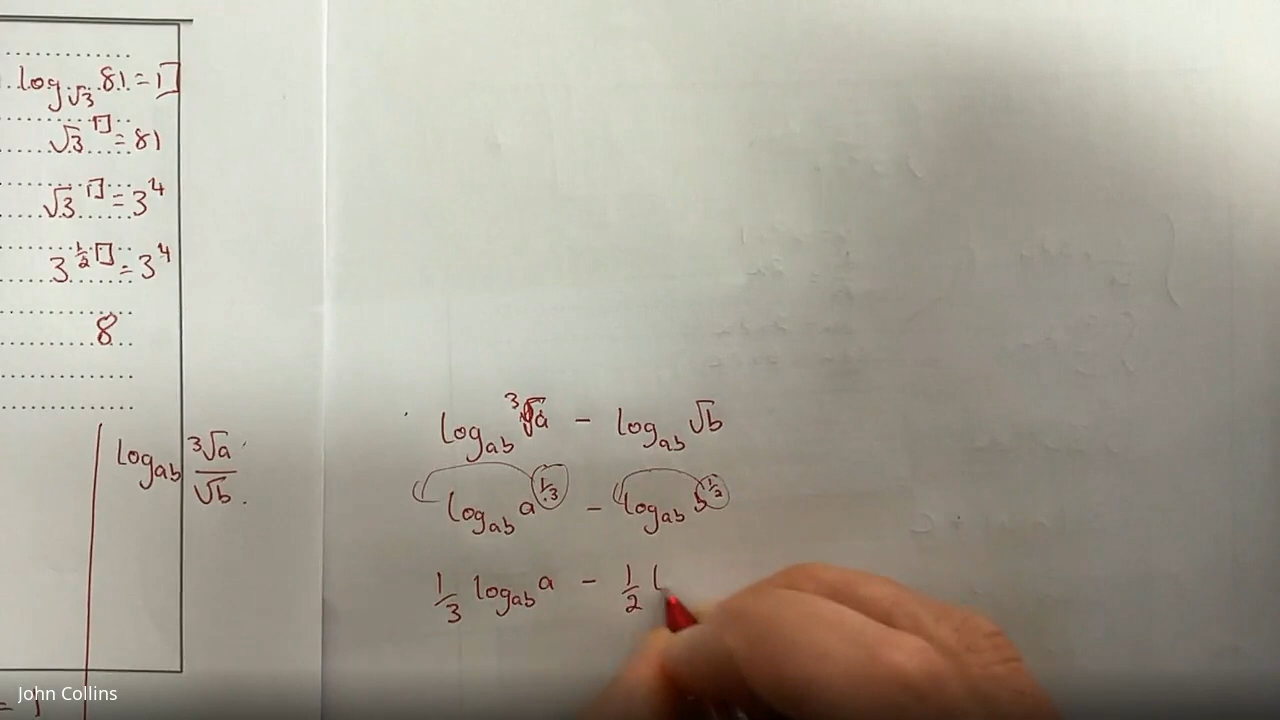 log√3 81 = □
√3^□ = 81
√3^□ = 3^4
3^½□ = 3^4
8
log_ab ³√a / √b
log_ab ³√a − log_ab √b
log_ab a^1/3 − log_ab b^1/2
1/3 log_ab a − 1/2 l
John Collins